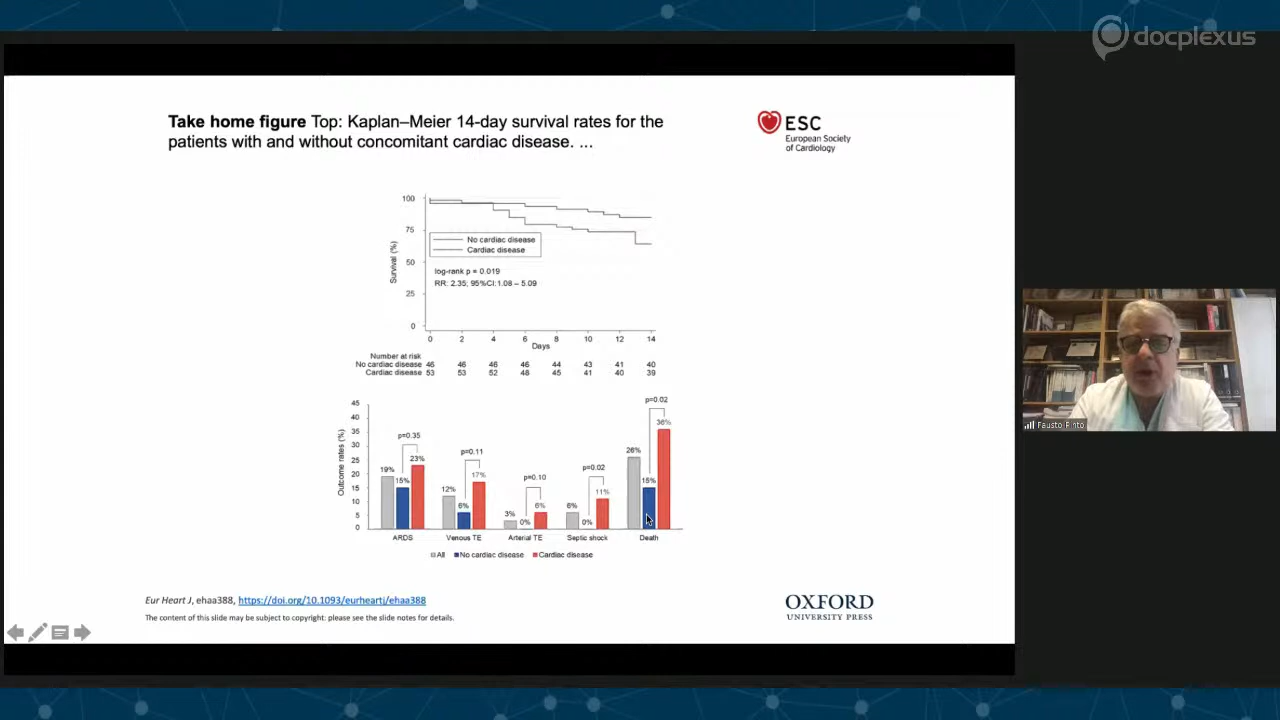 docplexus
Take home figure Top: Kaplan–Meier 14-day survival rates for the
patients with and without concomitant cardiac disease. ...
ESC
European Society
of Cardiology
100
75
50
25
0
Survival (%)
No cardiac disease
Cardiac disease
log-rank p = 0.019
RR: 2.35; 95%CI:1.08 – 5.09
0 2 4 6 8 10 12 14
Days
Number at risk
No cardiac disease 46 46 46 46 44 43 41 40
Cardiac disease 53 53 52 48 45 41 40 39
45
40
35
30
25
20
15
10
5
0
Outcome rates (%)
p=0.35
19%
15%
23%
p=0.11
12%
6%
17%
p=0.10
3%
0%
6%
p=0.02
6%
0%
11%
p=0.02
26%
15%
36%
ARDS Venous TE Arterial TE Septic shock Death
All No cardiac disease Cardiac disease
Eur Heart J, ehaa388, https://doi.org/10.1093/eurheartj/ehaa388
The content of this slide may be subject to copyright: please see the slide notes for details.
OXFORD
UNIVERSITY PRESS
Fausto Pinto